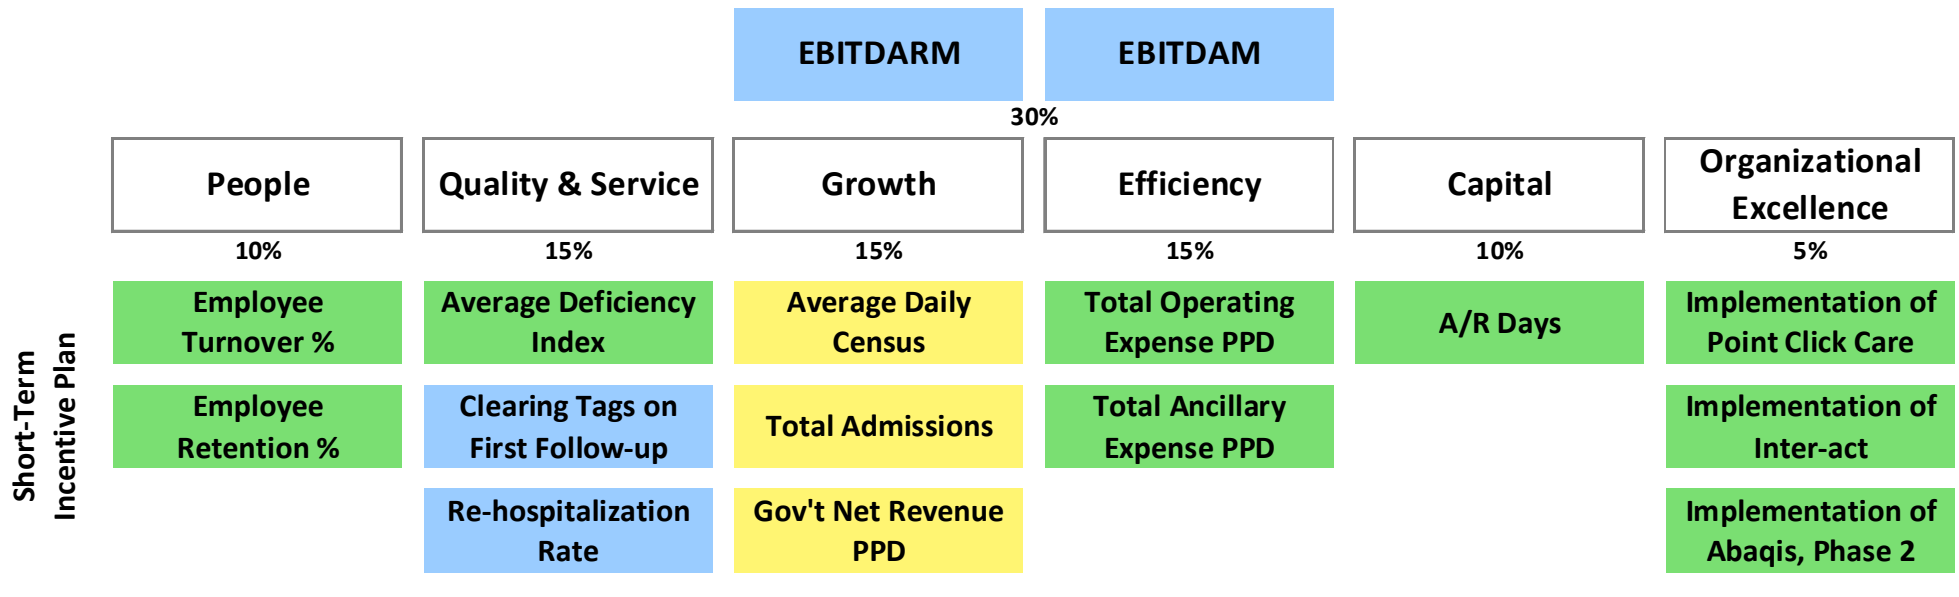 EBITDARM
EBITDAM
30%
People
Quality & Service
Growth
Efficiency
Capital
Organizational
Excellence
10%
15%
15%
15%
10%
5%
Short-Term
Incentive Plan
Employee
Turnover %
Average Deficiency
Index
Average Daily
Census
Total Operating
Expense PPD
A/R Days
Implementation of
Point Click Care
Employee
Retention %
Clearing Tags on
First Follow-up
Total Admissions
Total Ancillary
Expense PPD
Implementation of
Inter-act
Re-hospitalization
Rate
Gov't Net Revenue
PPD
Implementation of
Abaqis, Phase 2